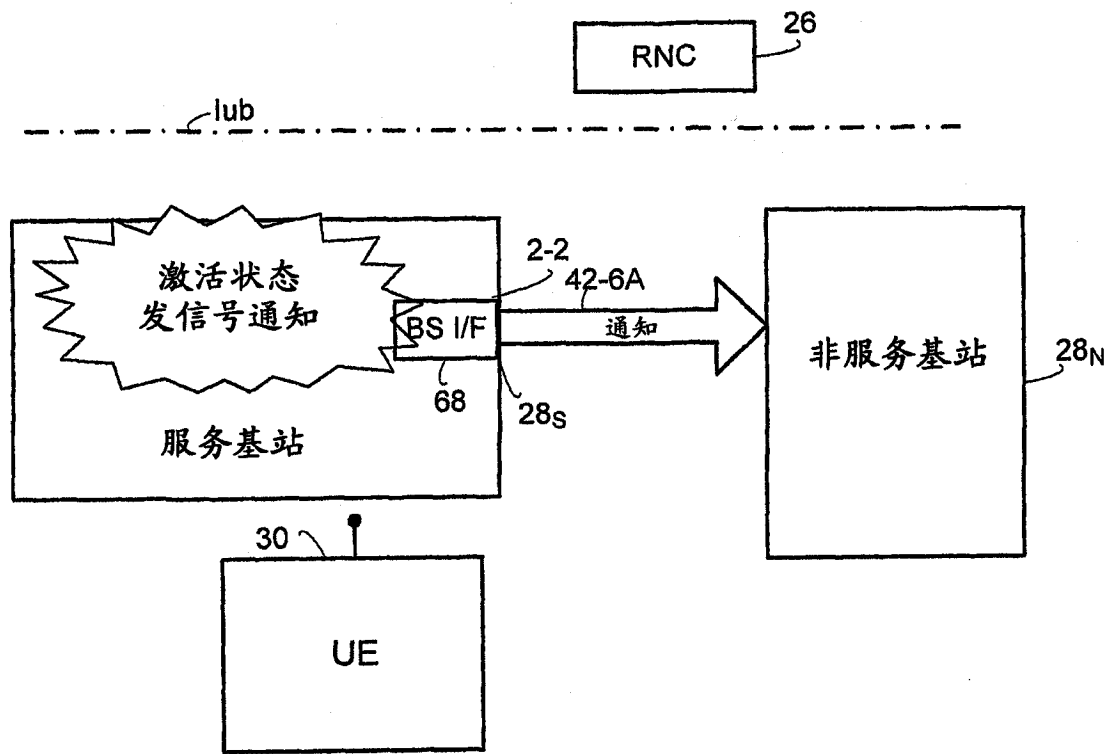 26
RNC
Iub
激活状态
发信号通知
2-2
42-6A
BS I/F
通知
68
28S
服务基站
非服务基站
28N
30
UE